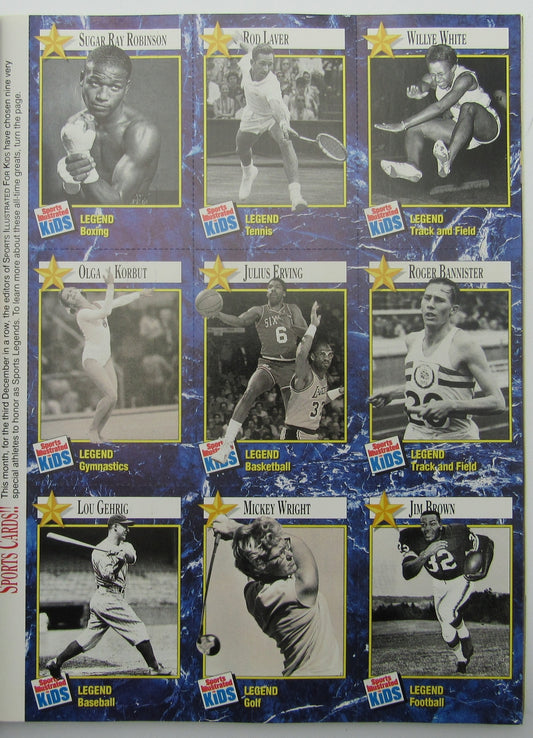 SPORTS CARDS!! This month, for the third December in a row, the editors of SPORTS ILLUSTRATED FOR KIDS have chosen nine very
special athletes to honor as Sports Legends. To learn more about these all-time greats, turn the page.
SUGAR RAY ROBINSON
Sports Illustrated
KIDS
LEGEND
Boxing
ROD LAVER
Sports Illustrated
KIDS
LEGEND
Tennis
WILLYE WHITE
Sports Illustrated
KIDS
LEGEND
Track and Field
OLGA KORBUT
Sports Illustrated
KIDS
LEGEND
Gymnastics
JULIUS ERVING
SIX
6
Sports Illustrated
KIDS
LEGEND
Basketball
ROGER BANNISTER
Sports Illustrated
KIDS
LEGEND
Track and Field
LOU GEHRIG
Sports Illustrated
KIDS
LEGEND
Baseball
MICKEY WRIGHT
Sports Illustrated
KIDS
LEGEND
Golf
JIM BROWN
32
32
Sports Illustrated
KIDS
LEGEND
Football